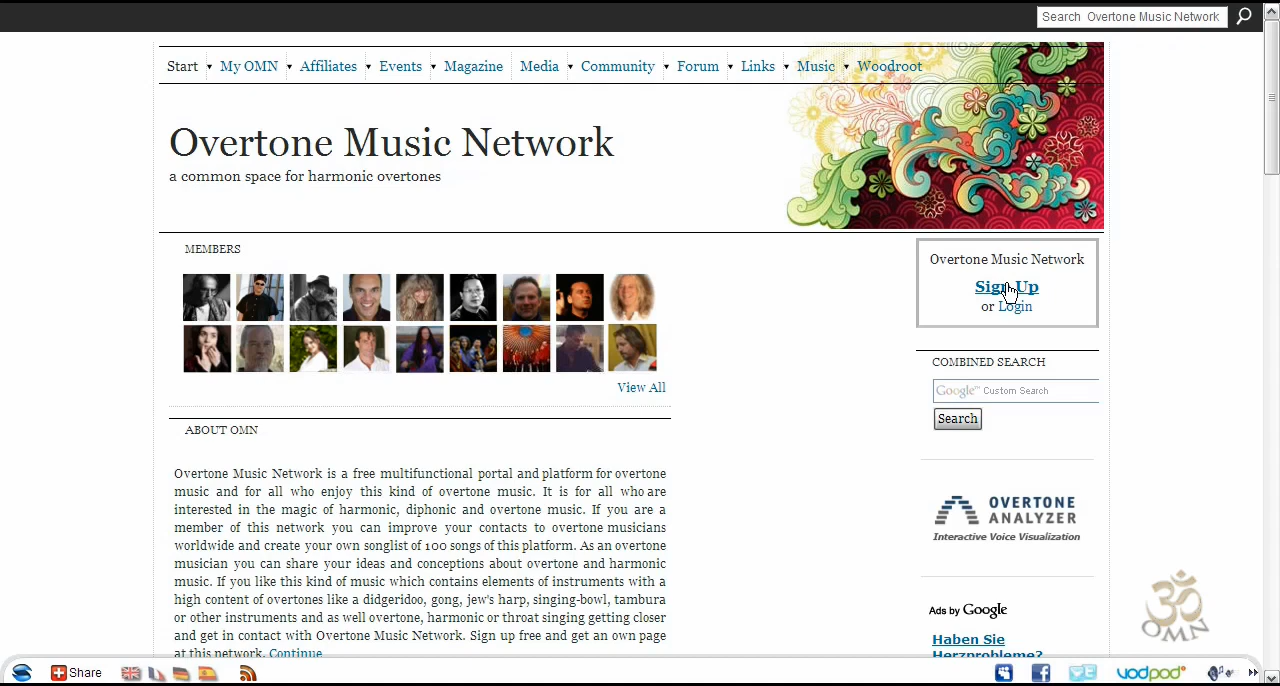 Search Overtone Music Network
Start My OMN Affiliates Events Magazine Media Community Forum Links Music Woodroot
Overtone Music Network
a common space for harmonic overtones
MEMBERS
View All
ABOUT OMN
Overtone Music Network is a free multifunctional portal and platform for overtone
music and for all who enjoy this kind of overtone music. It is for all who are
interested in the magic of harmonic, diphonic and overtone music. If you are a
member of this network you can improve your contacts to overtone musicians
worldwide and create your own songlist of 100 songs of this platform. As an overtone
musician you can share your ideas and conceptions about overtone and harmonic
music. If you like this kind of music which contains elements of instruments with a
high content of overtones like a didgeridoo, gong, jew's harp, singing-bowl, tambura
or other instruments and as well overtone, harmonic or throat singing getting closer
and get in contact with Overtone Music Network. Sign up free and get an own page
at this network. Continue
Overtone Music Network
Sign Up
or Login
COMBINED SEARCH
Google™ Custom Search
Search
OVERTONE
ANALYZER
Interactive Voice Visualization
Ads by Google
Haben Sie
Herzprobleme?
ॐ
OMN
Share
vodpod